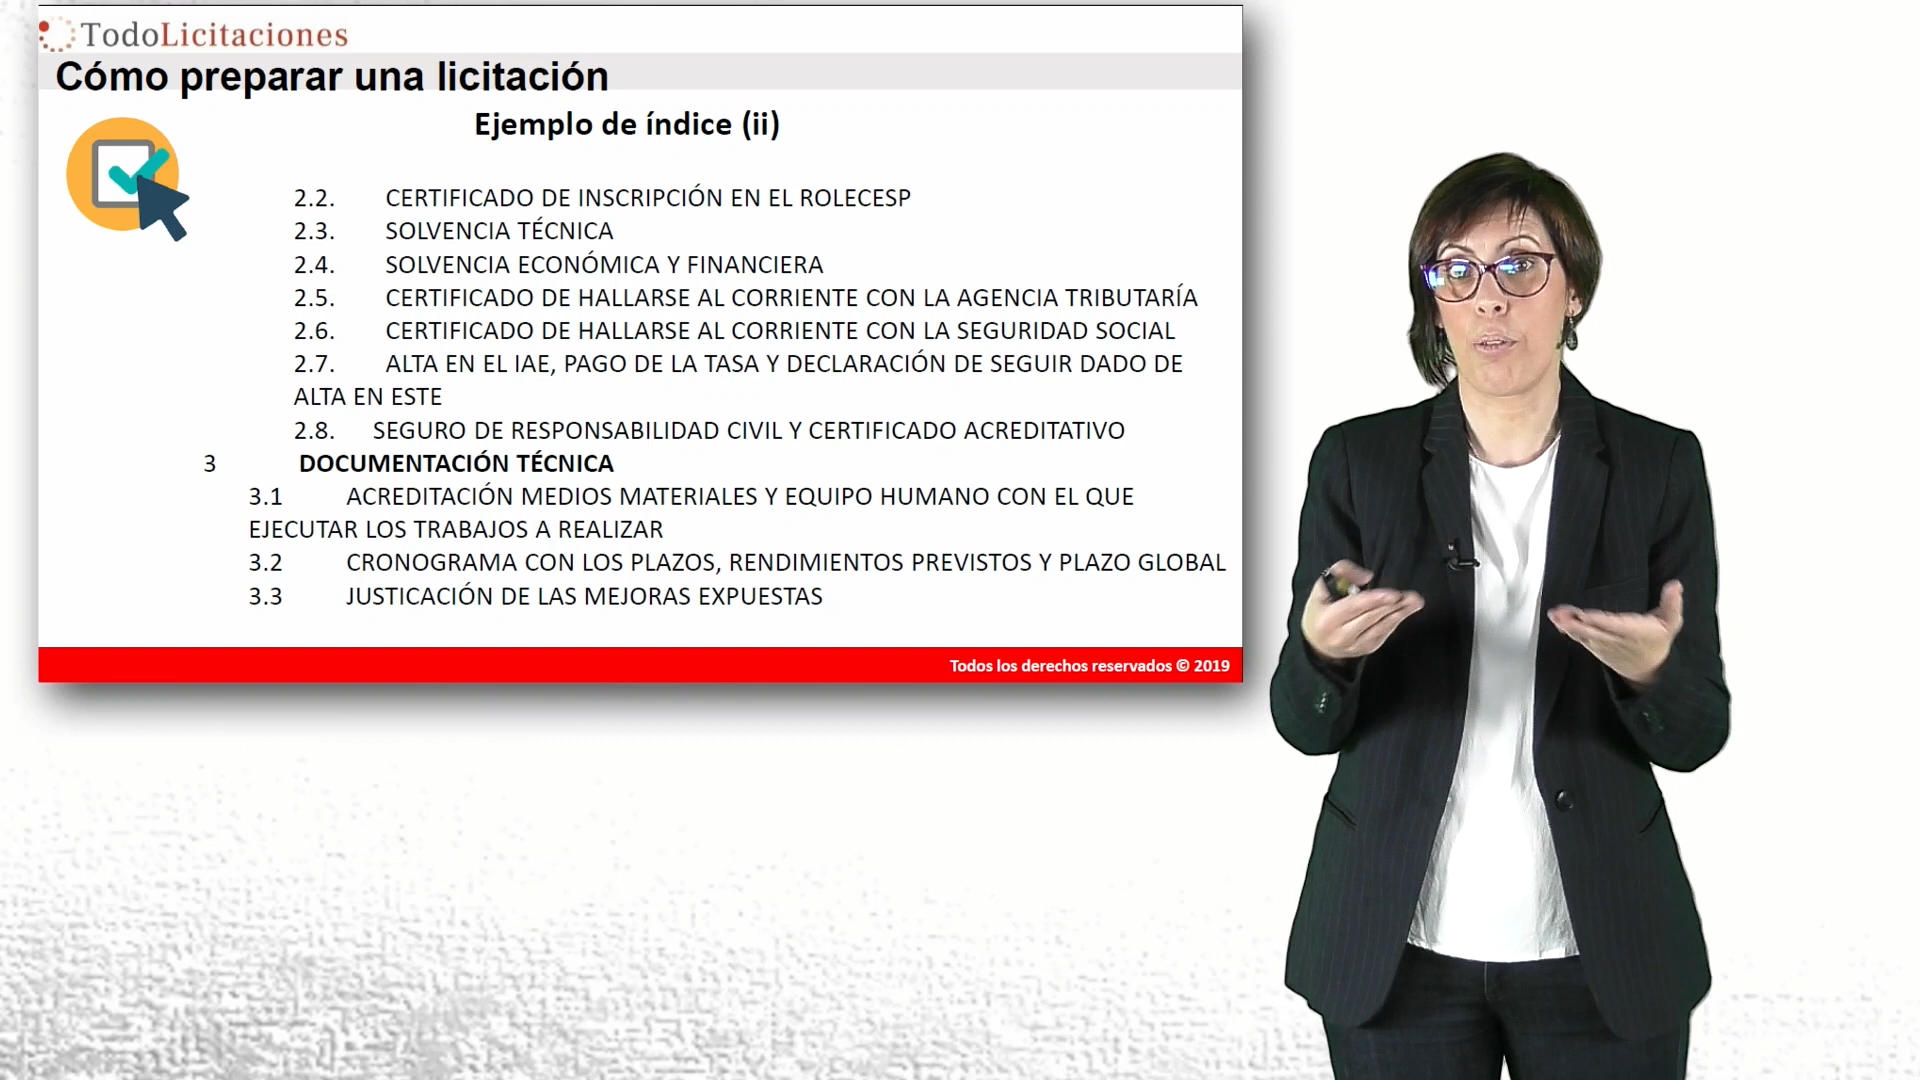 TodoLicitaciones
Cómo preparar una licitación
Ejemplo de índice (ii)
2.2. CERTIFICADO DE INSCRIPCIÓN EN EL ROLECESP
2.3. SOLVENCIA TÉCNICA
2.4. SOLVENCIA ECONÓMICA Y FINANCIERA
2.5. CERTIFICADO DE HALLARSE AL CORRIENTE CON LA AGENCIA TRIBUTARÍA
2.6. CERTIFICADO DE HALLARSE AL CORRIENTE CON LA SEGURIDAD SOCIAL
2.7. ALTA EN EL IAE, PAGO DE LA TASA Y DECLARACIÓN DE SEGUIR DADO DE
ALTA EN ESTE
2.8. SEGURO DE RESPONSABILIDAD CIVIL Y CERTIFICADO ACREDITATIVO
3 DOCUMENTACIÓN TÉCNICA
3.1 ACREDITACIÓN MEDIOS MATERIALES Y EQUIPO HUMANO CON EL QUE
EJECUTAR LOS TRABAJOS A REALIZAR
3.2 CRONOGRAMA CON LOS PLAZOS, RENDIMIENTOS PREVISTOS Y PLAZO GLOBAL
3.3 JUSTICACIÓN DE LAS MEJORAS EXPUESTAS
Todos los derechos reservados © 2019